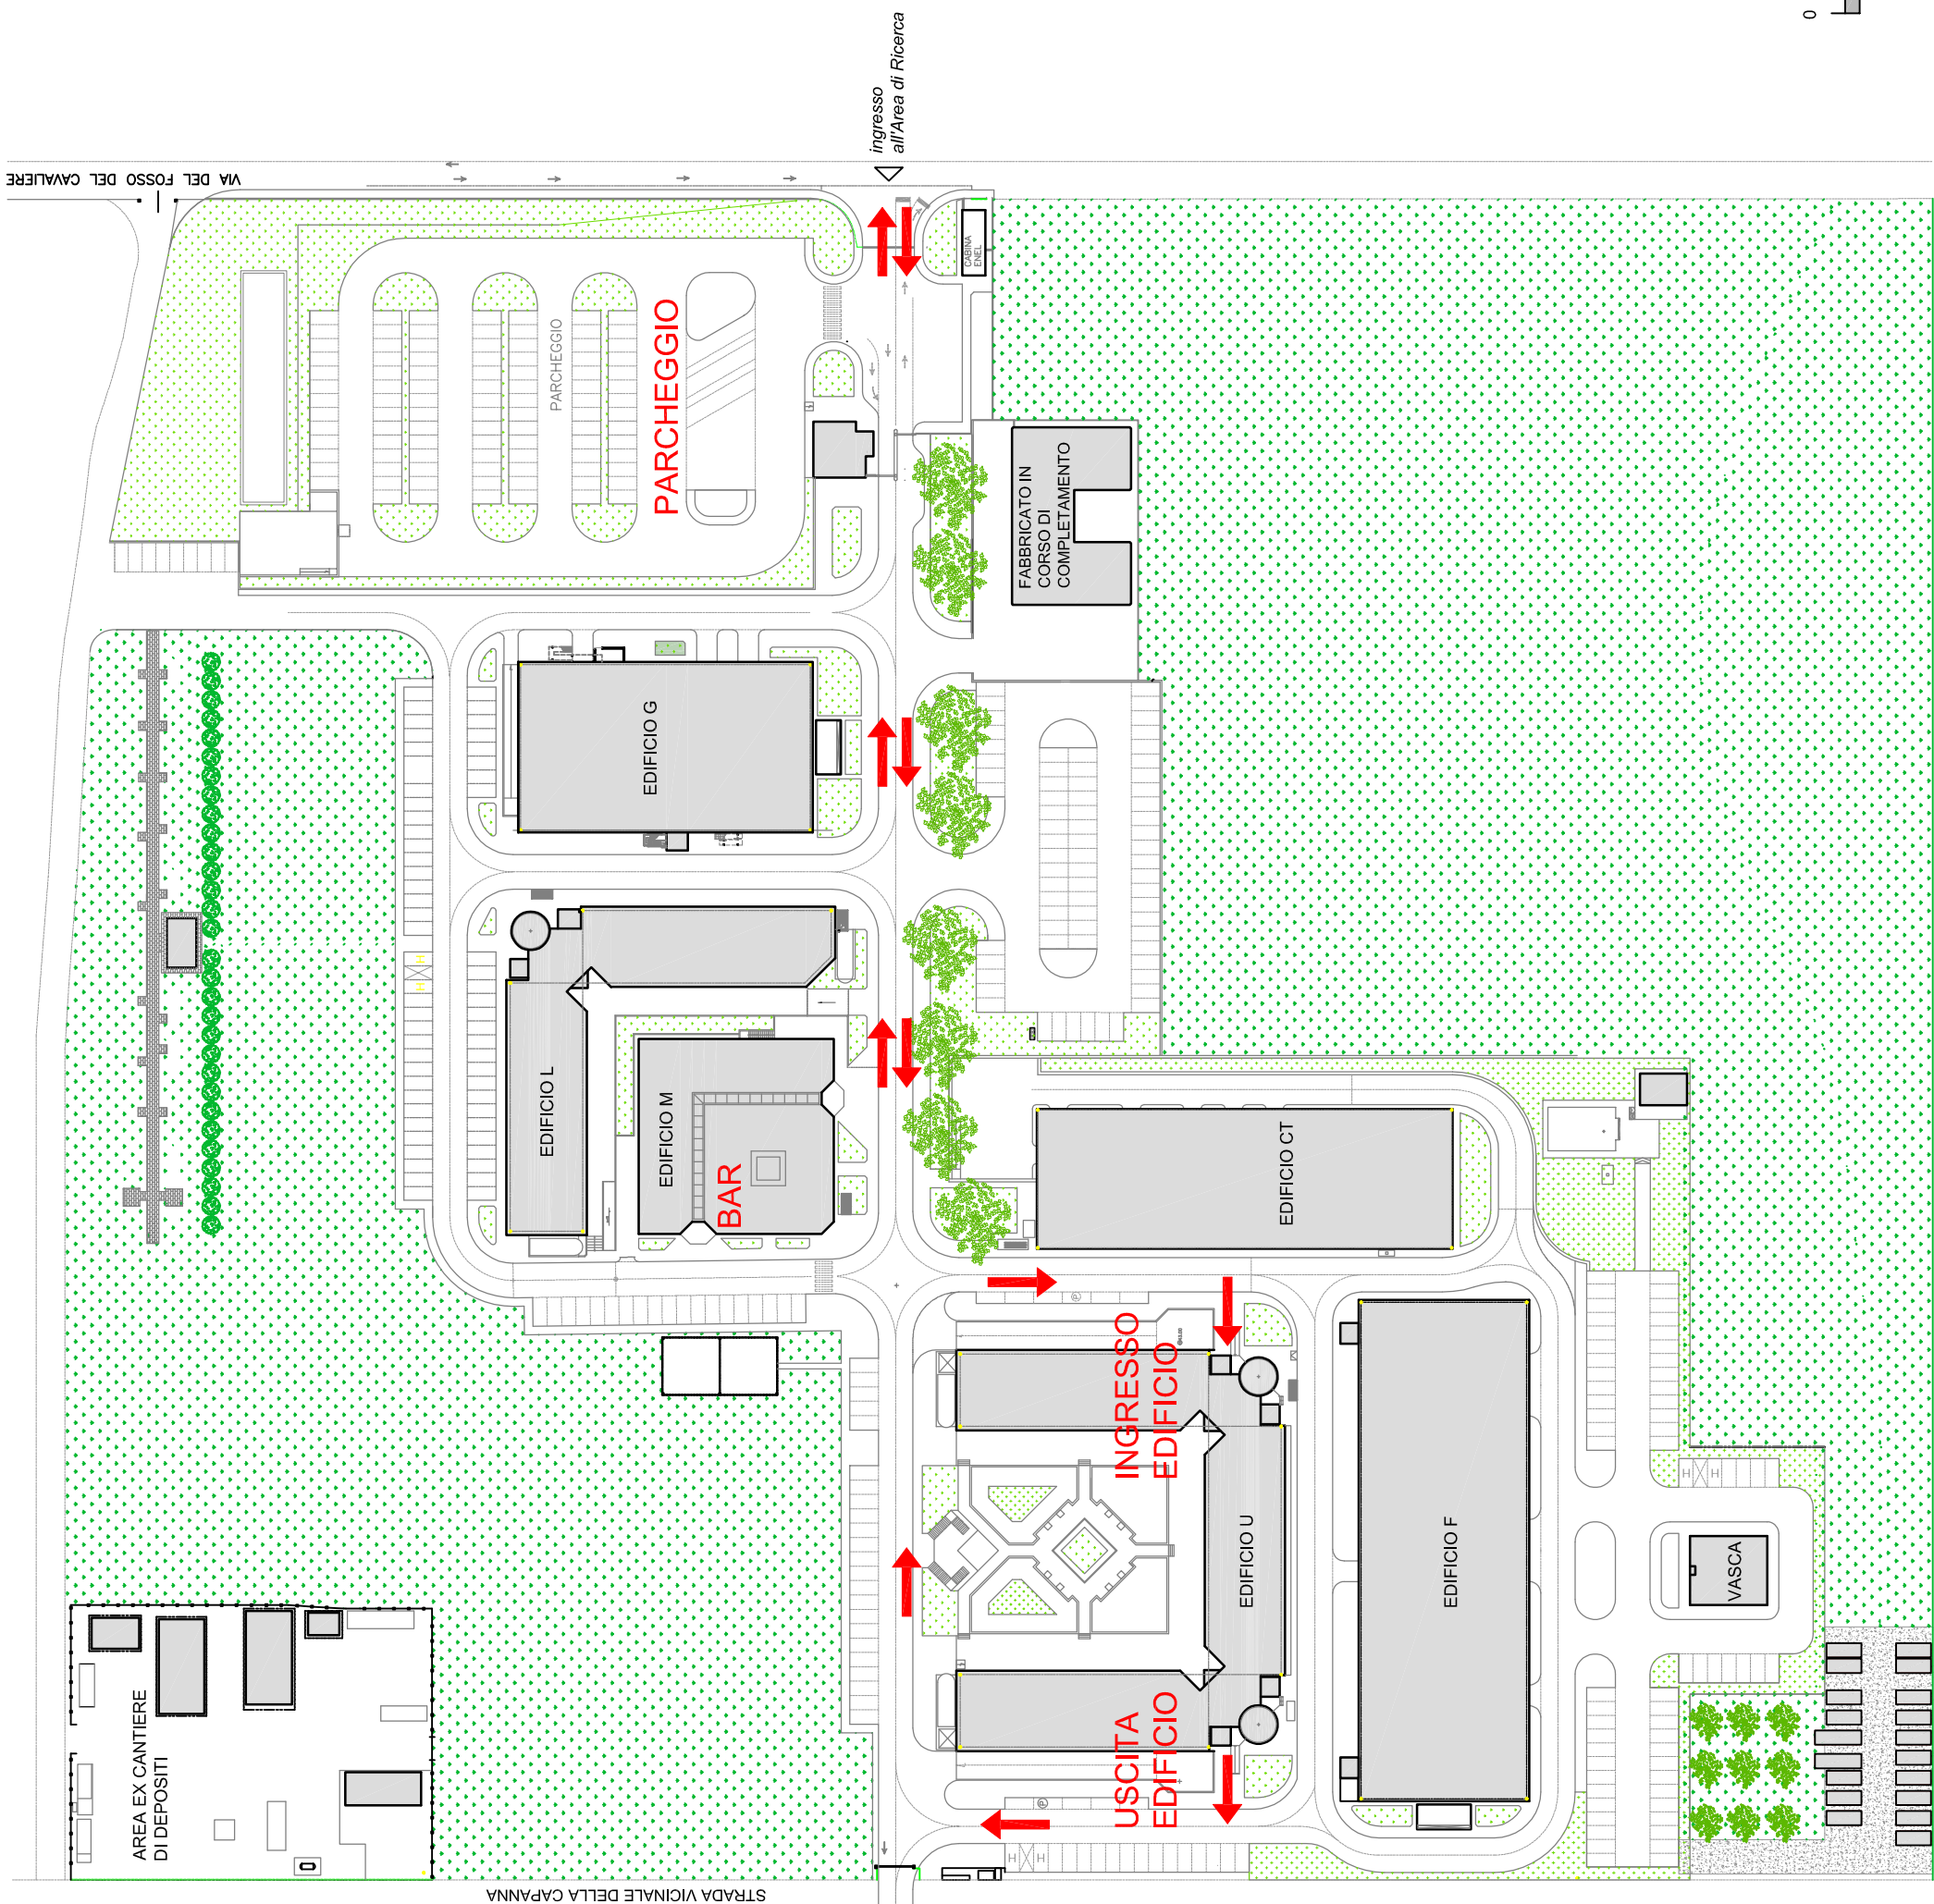 VIA DEL FOSSO DEL CAVALIERE
ingresso
all'Area di Ricerca
0
CABINA
ENEL
PARCHEGGIO
PARCHEGGIO
FABBRICATO IN
CORSO DI
COMPLETAMENTO
EDIFICIO G
H H
EDIFICIO L
EDIFICIO M
BAR
EDIFICIO CT
P
INGRESSO
EDIFICIO
EDIFICIO U
EDIFICIO F
H H
VASCA
AREA EX CANTIERE
DI DEPOSITI
USCITA
EDIFICIO
P
H H
STRADA VICINALE DELLA CAPANNA